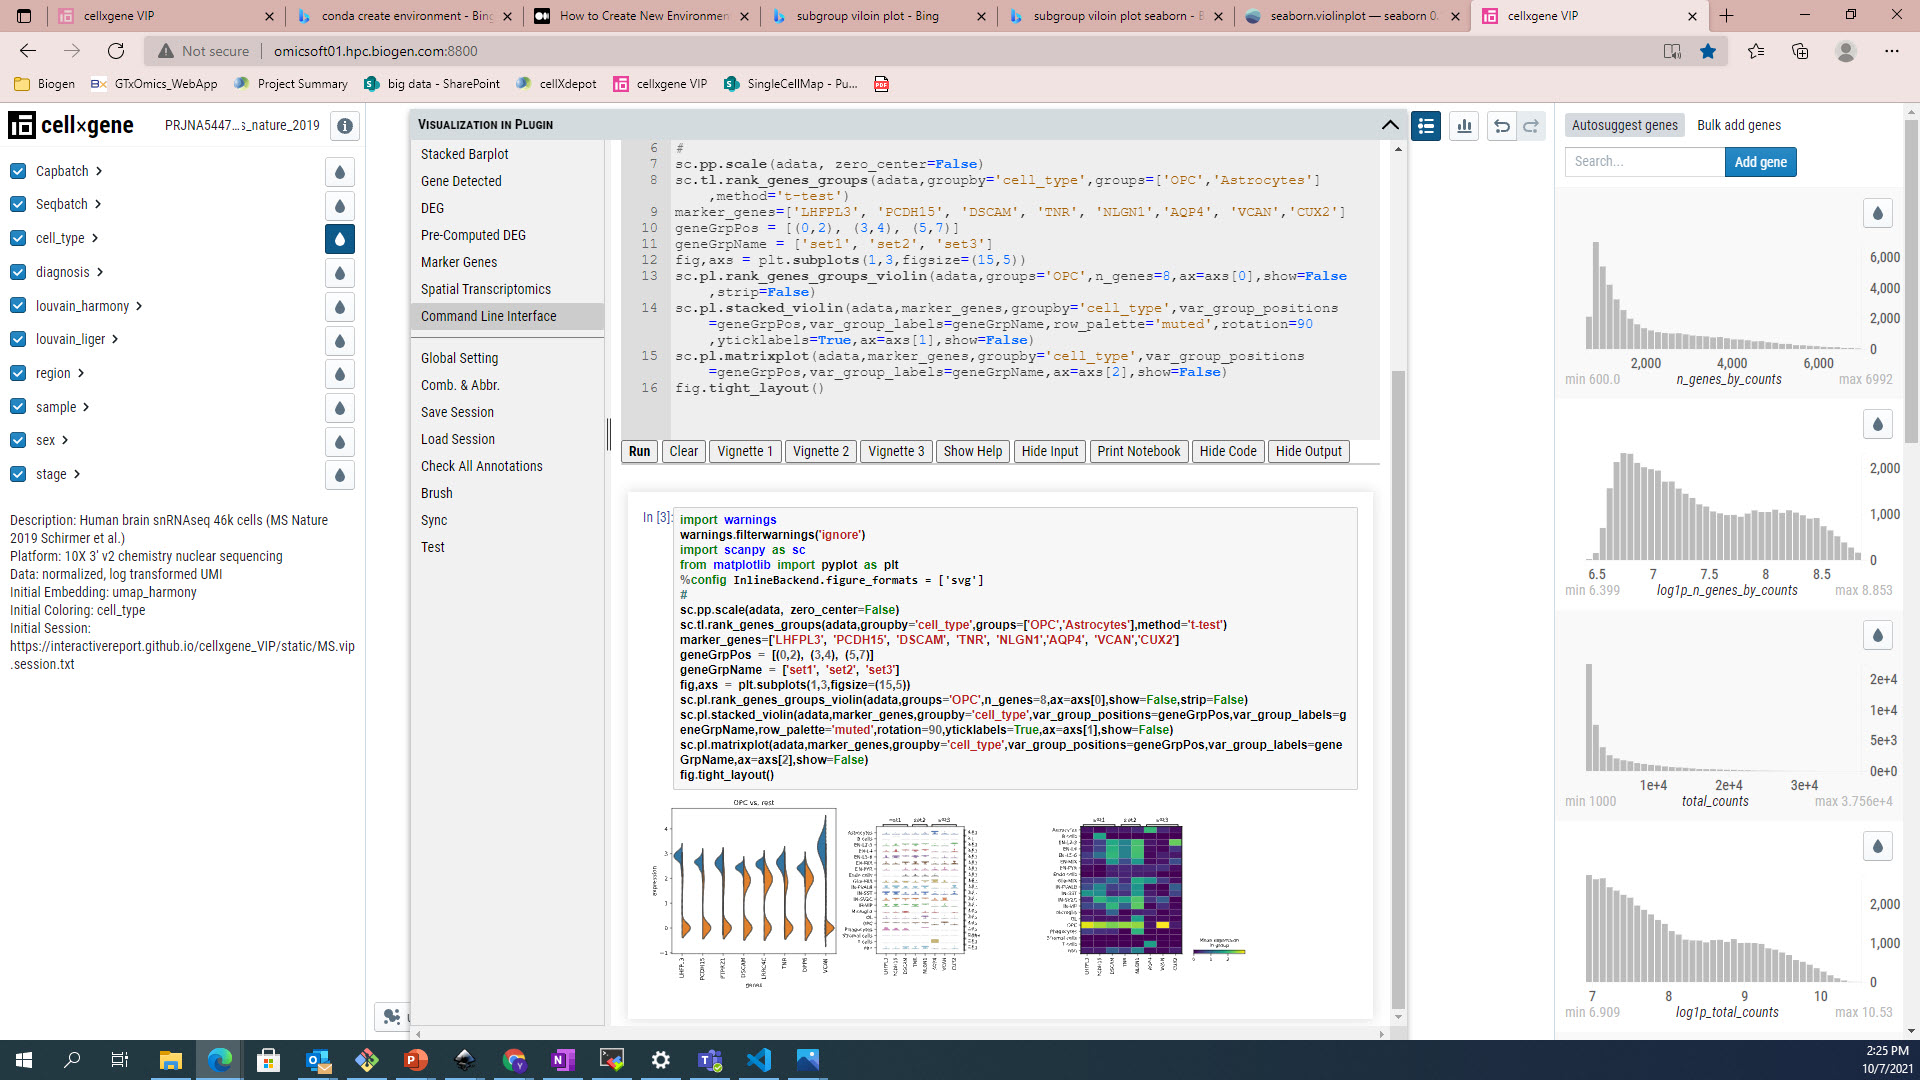 cellxgene VIP
conda create environment - Bing
How to Create New Environmen
subgroup viloin plot - Bing
subgroup viloin plot seaborn - B
seaborn.violinplot — seaborn 0.
cellxgene VIP
Not secure
omicsoft01.hpc.biogen.com:8800
Biogen
GTxOmics_WebApp
Project Summary
big data - SharePoint
cellXdepot
cellxgene VIP
SingleCellMap - Pu...
cell×gene
PRJNA5447…s_nature_2019
Capbatch
Seqbatch
cell_type
diagnosis
louvain_harmony
louvain_liger
region
sample
sex
stage
Description: Human brain snRNAseq 46k cells (MS Nature
2019 Schirmer et al.)
Platform: 10X 3' v2 chemistry nuclear sequencing
Data: normalized, log transformed UMI
Initial Embedding: umap_harmony
Initial Coloring: cell_type
Initial Session:
https://interactivereport.github.io/cellxgene_VIP/static/MS.vip
.session.txt
Visualization in Plugin
Stacked Barplot
Gene Detected
DEG
Pre-Computed DEG
Marker Genes
Spatial Transcriptomics
Command Line Interface
Global Setting
Comb. & Abbr.
Save Session
Load Session
Check All Annotations
Brush
Sync
Test
6 #
7 sc.pp.scale(adata, zero_center=False)
8 sc.tl.rank_genes_groups(adata,groupby='cell_type',groups=['OPC','Astrocytes']
,method='t-test')
9 marker_genes=['LHFPL3', 'PCDH15', 'DSCAM', 'TNR', 'NLGN1','AQP4', 'VCAN','CUX2']
10 geneGrpPos = [(0,2), (3,4), (5,7)]
11 geneGrpName = ['set1', 'set2', 'set3']
12 fig,axs = plt.subplots(1,3,figsize=(15,5))
13 sc.pl.rank_genes_groups_violin(adata,groups='OPC',n_genes=8,ax=axs[0],show=False
,strip=False)
14 sc.pl.stacked_violin(adata,marker_genes,groupby='cell_type',var_group_positions
=geneGrpPos,var_group_labels=geneGrpName,row_palette='muted',rotation=90
,yticklabels=True,ax=axs[1],show=False)
15 sc.pl.matrixplot(adata,marker_genes,groupby='cell_type',var_group_positions
=geneGrpPos,var_group_labels=geneGrpName,ax=axs[2],show=False)
16 fig.tight_layout()
Run Clear Vignette 1 Vignette 2 Vignette 3 Show Help Hide Input Print Notebook Hide Code Hide Output
In [3]:
import warnings
warnings.filterwarnings('ignore')
import scanpy as sc
from matplotlib import pyplot as plt
%config InlineBackend.figure_formats = ['svg']
#
sc.pp.scale(adata, zero_center=False)
sc.tl.rank_genes_groups(adata,groupby='cell_type',groups=['OPC','Astrocytes'],method='t-test')
marker_genes=['LHFPL3', 'PCDH15', 'DSCAM', 'TNR', 'NLGN1','AQP4', 'VCAN','CUX2']
geneGrpPos = [(0,2), (3,4), (5,7)]
geneGrpName = ['set1', 'set2', 'set3']
fig,axs = plt.subplots(1,3,figsize=(15,5))
sc.pl.rank_genes_groups_violin(adata,groups='OPC',n_genes=8,ax=axs[0],show=False,strip=False)
sc.pl.stacked_violin(adata,marker_genes,groupby='cell_type',var_group_positions=geneGrpPos,var_group_labels=g
eneGrpName,row_palette='muted',rotation=90,yticklabels=True,ax=axs[1],show=False)
sc.pl.matrixplot(adata,marker_genes,groupby='cell_type',var_group_positions=geneGrpPos,var_group_labels=gene
GrpName,ax=axs[2],show=False)
fig.tight_layout()
OPC vs. rest
expression
4
3
2
1
0
−1
LHFPL3
PCDH15
DSCAM
TNR
VCAN
set1 set2 set3
set1 set2 set3
Mean expression
in group
Autosuggest genes
Bulk add genes
Search...
Add gene
6,000
4,000
2,000
0
2,000 4,000 6,000
min 600.0 n_genes_by_counts max 6992
2,000
1,000
0
6.5 7 7.5 8 8.5
min 6.399 log1p_n_genes_by_counts max 8.853
2e+4
1e+4
5e+3
0e+0
1e+4 2e+4 3e+4
min 1000 total_counts max 3.756e+4
2,000
1,000
0
7 8 9 10
min 6.909 log1p_total_counts max 10.53
2:25 PM
10/7/2021